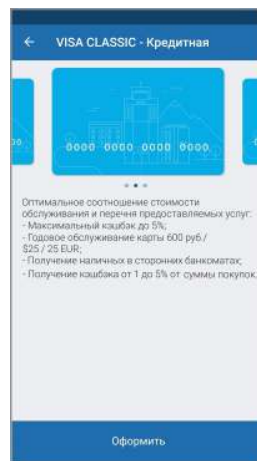 VISA CLASSIC - Кредитная
0000 0000 0000 0000
Оптимальное соотношение стоимости
обслуживания и перечня предоставляемых услуг:
- Максимальный кэшбэк до 5%;
- Годовое обслуживание карты 600 руб./
$25 / 25 EUR;
- Получение наличных в сторонних банкоматах;
- Получение кэшбэка от 1 до 5% от суммы покупок.
Оформить